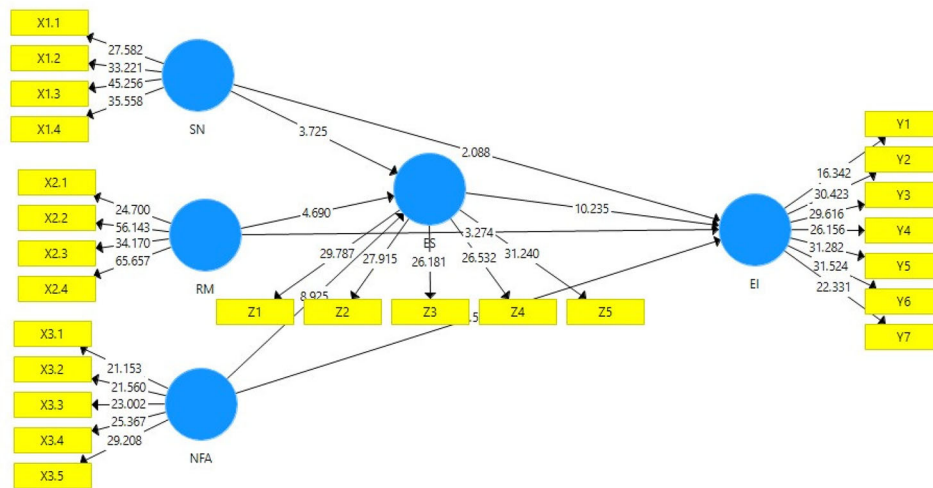 X1.1
27.582
X1.2
33.221
X1.3
45.256
35.558
X1.4
SN
3.725
2.088
X2.1
24.700
X2.2
56.143
X2.3
34.170
65.657
X2.4
RM
4.690
ES
10.235
3.274
29.787
27.915
26.181
26.532
31.240
8.925
Z1
Z2
Z3
Z4
Z5
X3.1
21.153
X3.2
21.560
X3.3
23.002
25.367
X3.4
29.208
X3.5
NFA
EI
Y1
16.342
Y2
30.423
Y3
29.616
26.156
Y4
31.282
Y5
31.524
Y6
22.331
Y7